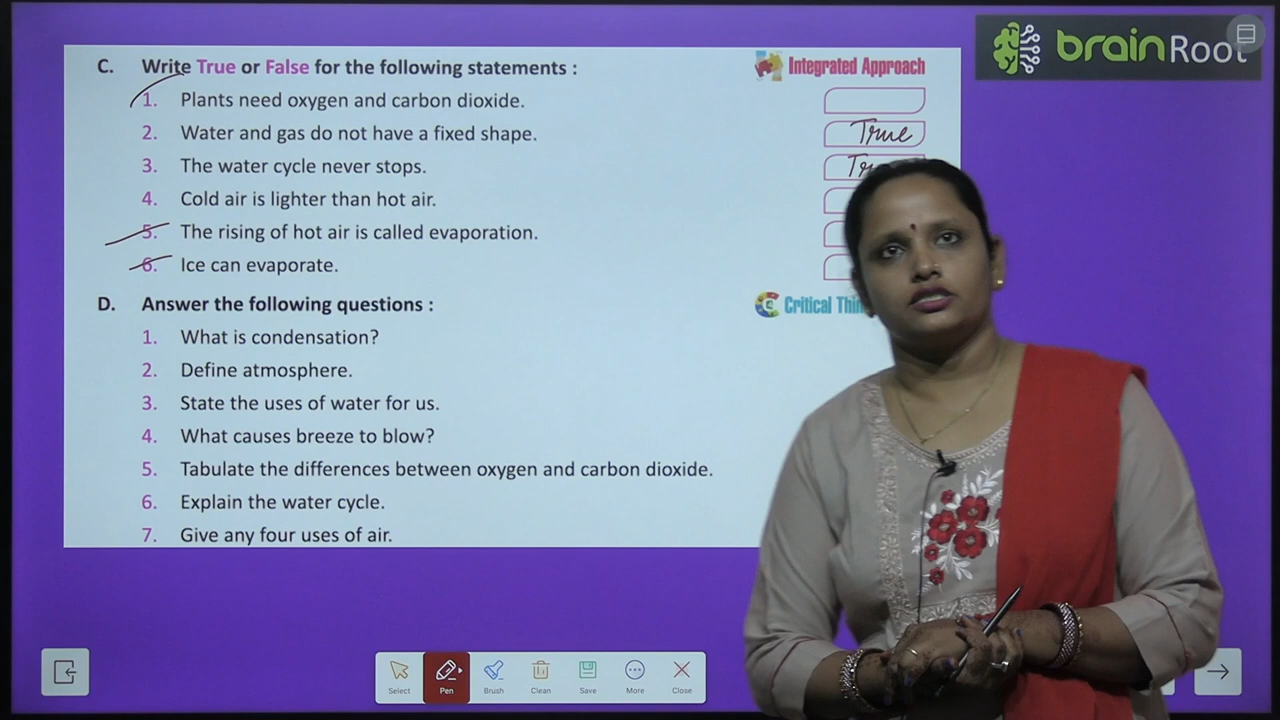 brainRoot
C. Write True or False for the following statements :
Integrated Approach
1. Plants need oxygen and carbon dioxide.
2. Water and gas do not have a fixed shape. True
3. The water cycle never stops.
4. Cold air is lighter than hot air.
5. The rising of hot air is called evaporation.
6. Ice can evaporate.
D. Answer the following questions :
Critical
1. What is condensation?
2. Define atmosphere.
3. State the uses of water for us.
4. What causes breeze to blow?
5. Tabulate the differences between oxygen and carbon dioxide.
6. Explain the water cycle.
7. Give any four uses of air.
Select Pen Brush Clean Save More Close